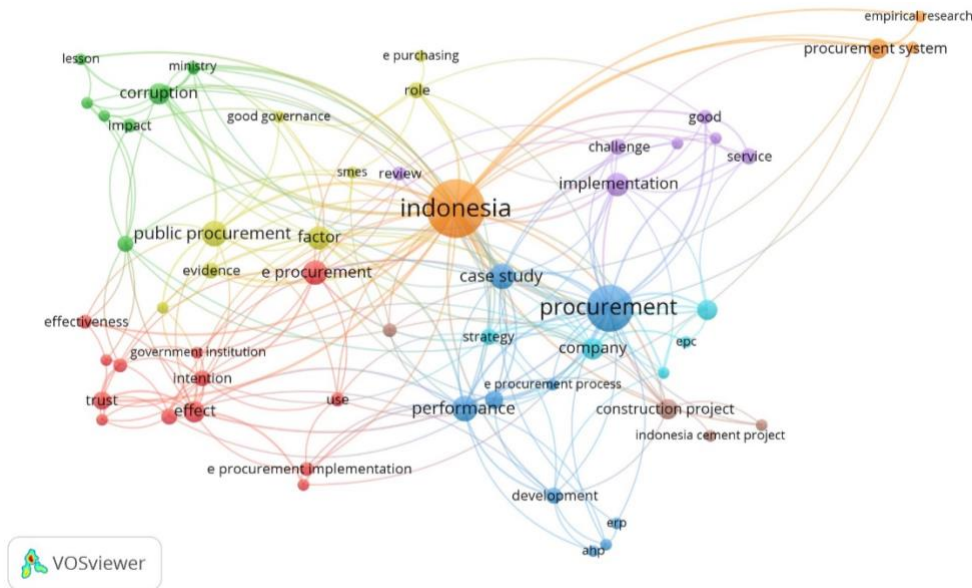 empirical research
procurement system
lesson
ministry
e purchasing
corruption
role
impact
good governance
good
challenge
service
smes
review
implementation
indonesia
public procurement
factor
evidence
e procurement
case study
procurement
effectiveness
strategy
epc
government institution
company
intention
e procurement process
trust
effect
use
performance
construction project
indonesia cement project
e procurement implementation
development
erp
ahp
VOSviewer